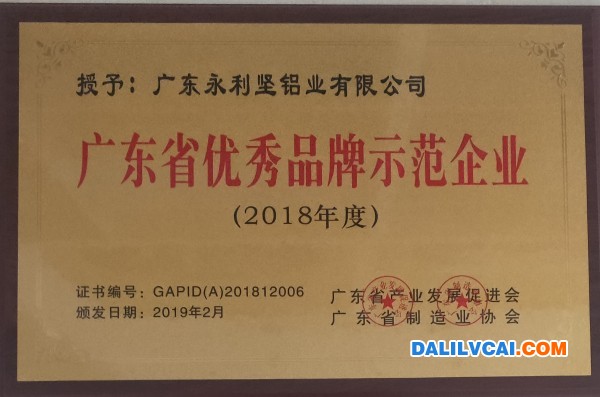 授予：广东永利坚铝业有限公司
广东省优秀品牌示范企业
(2018年度)
证书编号：GAPID(A)201812006
颁发日期：2019年2月
广东省产业发展促进会
广东省制造业协会
DALILVCAI.COM